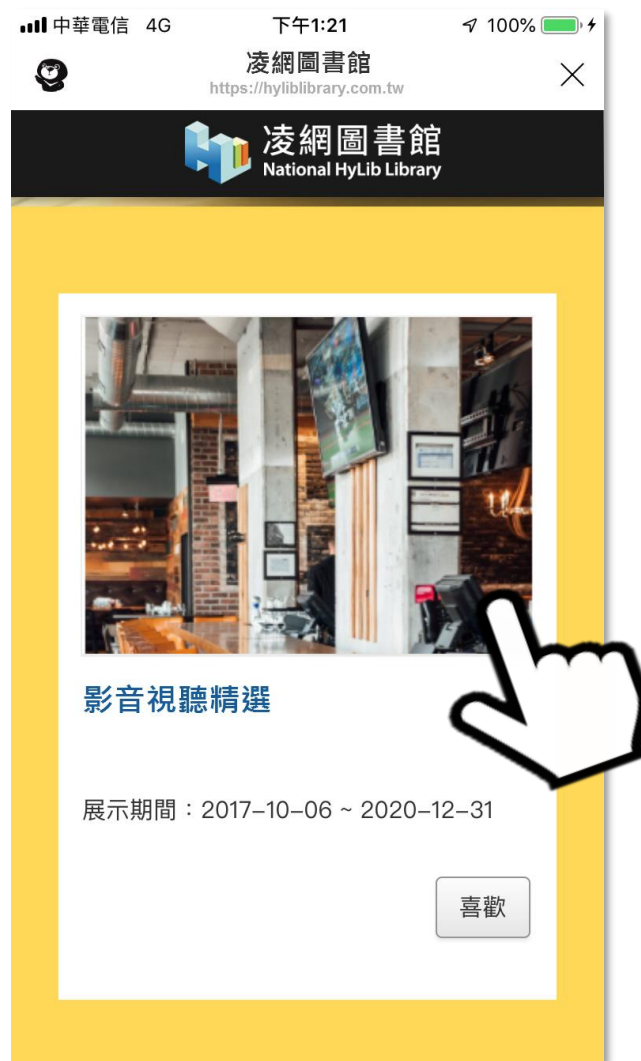 中華電信 4G 下午1:21 100%
凌網圖書館
https://hyliblibrary.com.tw
凌網圖書館
National HyLib Library
影音視聽精選
展示期間：2017–10–06 ~ 2020–12–31
喜歡